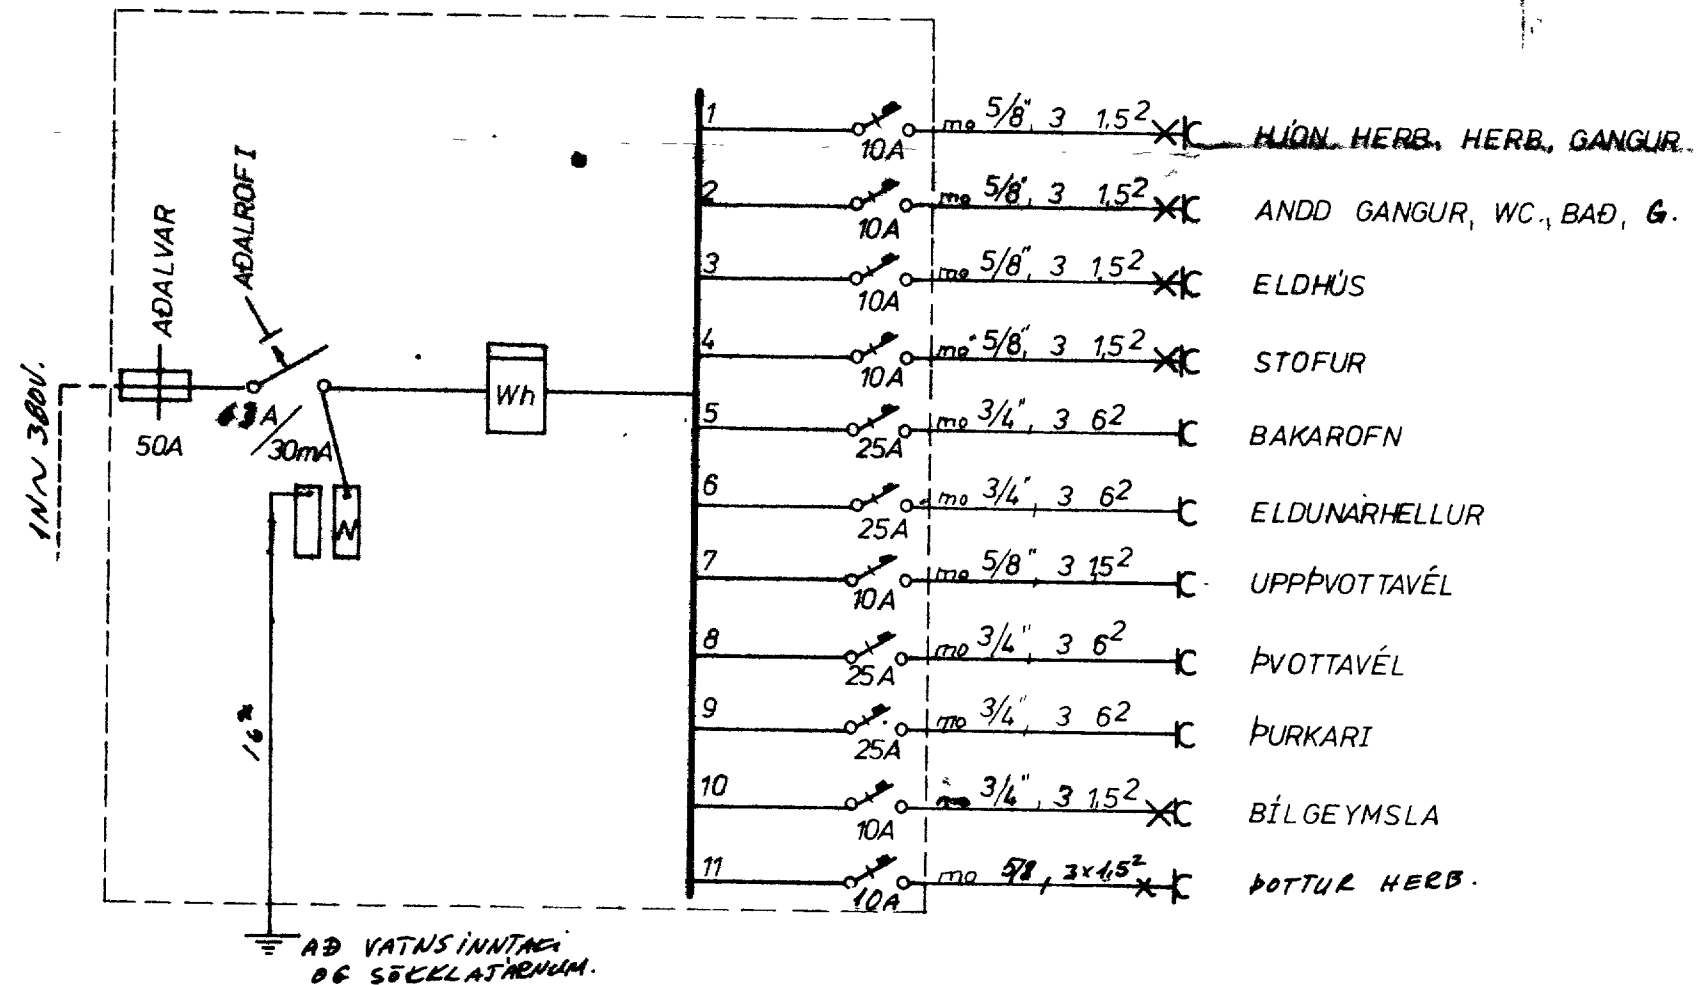 1 10A mo 5/8", 3 1,5² HJÓN. HERB., HERB., GANGUR
2 10A mo 5/8", 3 1,5² ANDD GANGUR, WC., BAÐ, G.
3 10A mo 5/8", 3 1,5² ELDHÚS
4 10A mo 5/8", 3 1,5² STOFUR
5 25A mo 3/4", 3 6² BAKAROFN
6 25A mo 3/4", 3 6² ELDUNARHELLUR
7 10A mo 5/8", 3 1,5² UPPÞVOTTAVÉL
8 25A mo 3/4", 3 6² ÞVOTTAVÉL
9 25A mo 3/4", 3 6² ÞURKARI
10 10A mo 3/4", 3 1,5² BÍLGEYMSLA
11 10A mo 5/8, 3x1,5² ÞOTTUR HERB.
INN 380V.
AÐALVAR
50A
AÐALROFI
63A/30mA
Wh
N
16
AÐ VATNSINNTAKI
OG SÖKKLAJÁRNUM.